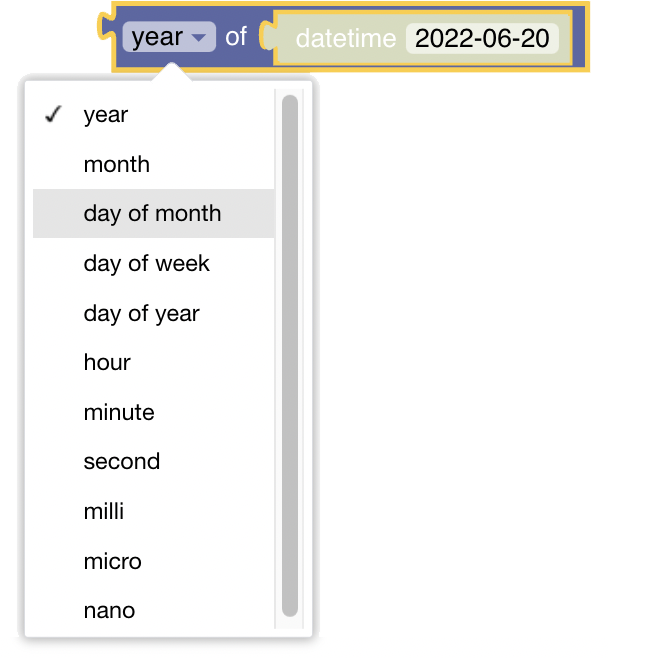 year of datetime 2022-06-20
year
month
day of month
day of week
day of year
hour
minute
second
milli
micro
nano